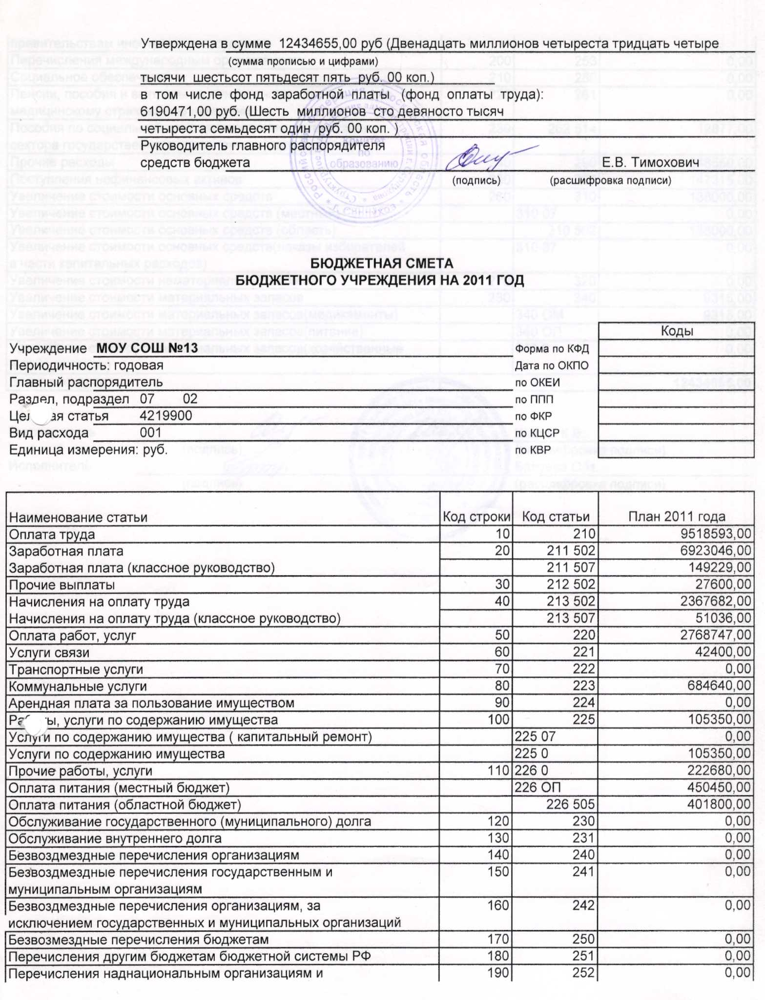 Утверждена в сумме 12434655,00 руб (Двенадцать миллионов четыреста тридцать четыре
(сумма прописью и цифрами)
тысячи шестьсот пятьдесят пять руб. 00 коп.)
в том числе фонд заработной платы (фонд оплаты труда):
6190471,00 руб. (Шесть миллионов сто девяносто тысяч
четыреста семьдесят один руб. 00 коп. )
Руководитель главного распорядителя
средств бюджета Е.В. Тимохович
(подпись) (расшифровка подписи)
Комитет
по
образованию
БЮДЖЕТНАЯ СМЕТА
БЮДЖЕТНОГО УЧРЕЖДЕНИЯ НА 2011 ГОД
Коды
Учреждение МОУ СОШ №13 Форма по КФД
Периодичность: годовая Дата по ОКПО
Главный распорядитель по ОКЕИ
Раздел, подраздел 07 02 по ППП
статья 4219900 по ФКР
Вид расхода 001 по КЦСР
Единица измерения: руб. по КВР
Наименование статьи Код строки Код статьи План 2011 года
Оплата труда 10 210 9518593,00
Заработная плата 20 211 502 6923046,00
Заработная плата (классное руководство) 211 507 149229,00
Прочие выплаты 30 212 502 27600,00
Начисления на оплату труда 40 213 502 2367682,00
Начисления на оплату труда (классное руководство) 213 507 51036,00
Оплата работ, услуг 50 220 2768747,00
Услуги связи 60 221 42400,00
Транспортные услуги 70 222 0,00
Коммунальные услуги 80 223 684640,00
Арендная плата за пользование имуществом 90 224 0,00
услуги по содержанию имущества 100 225 105350,00
Услуги по содержанию имущества ( капитальный ремонт) 225 07 0,00
Услуги по содержанию имущества 225 0 105350,00
Прочие работы, услуги 110 226 0 222680,00
Оплата питания (местный бюджет) 226 ОП 450450,00
Оплата питания (областной бюджет) 226 505 401800,00
Обслуживание государственного (муниципального) долга 120 230 0,00
Обслуживание внутреннего долга 130 231 0,00
Безвоздмездные перечисления организациям 140 240 0,00
Безвоздмездные перечисления государственным и 150 241 0,00
муниципальным организациям
Безвоздмездные перечисления организациям, за 160 242 0,00
исключением государственных и муниципальных организаций
Безвозмездные перечисления бюджетам 170 250 0,00
Перечисления другим бюджетам бюджетной системы РФ 180 251 0,00
Перечисления наднациональным организациям и 190 252 0,00